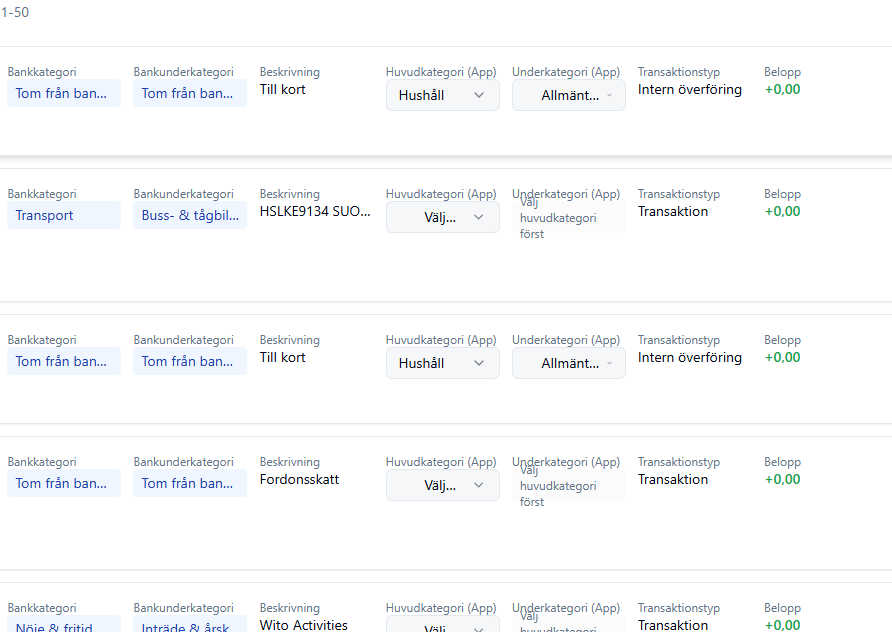 1-50
Bankkategori Bankunderkategori Beskrivning Huvudkategori (App) Underkategori (App) Transaktionstyp Belopp
Tom från ban... Tom från ban... Till kort Hushåll Allmänt... Intern överföring +0,00
Bankkategori Bankunderkategori Beskrivning Huvudkategori (App) Underkategori (App) Transaktionstyp Belopp
Transport Buss- & tågbil... HSLKE9134 SUO... Välj... Välj huvudkategori först Transaktion +0,00
Bankkategori Bankunderkategori Beskrivning Huvudkategori (App) Underkategori (App) Transaktionstyp Belopp
Tom från ban... Tom från ban... Till kort Hushåll Allmänt... Intern överföring +0,00
Bankkategori Bankunderkategori Beskrivning Huvudkategori (App) Underkategori (App) Transaktionstyp Belopp
Tom från ban... Tom från ban... Fordonsskatt Välj... Välj huvudkategori först Transaktion +0,00
Bankkategori Bankunderkategori Beskrivning Huvudkategori (App) Underkategori (App) Transaktionstyp Belopp
Nöje & fritid Inträde & årsk... Wito Activities Välj... Välj huvudkategori Transaktion +0,00